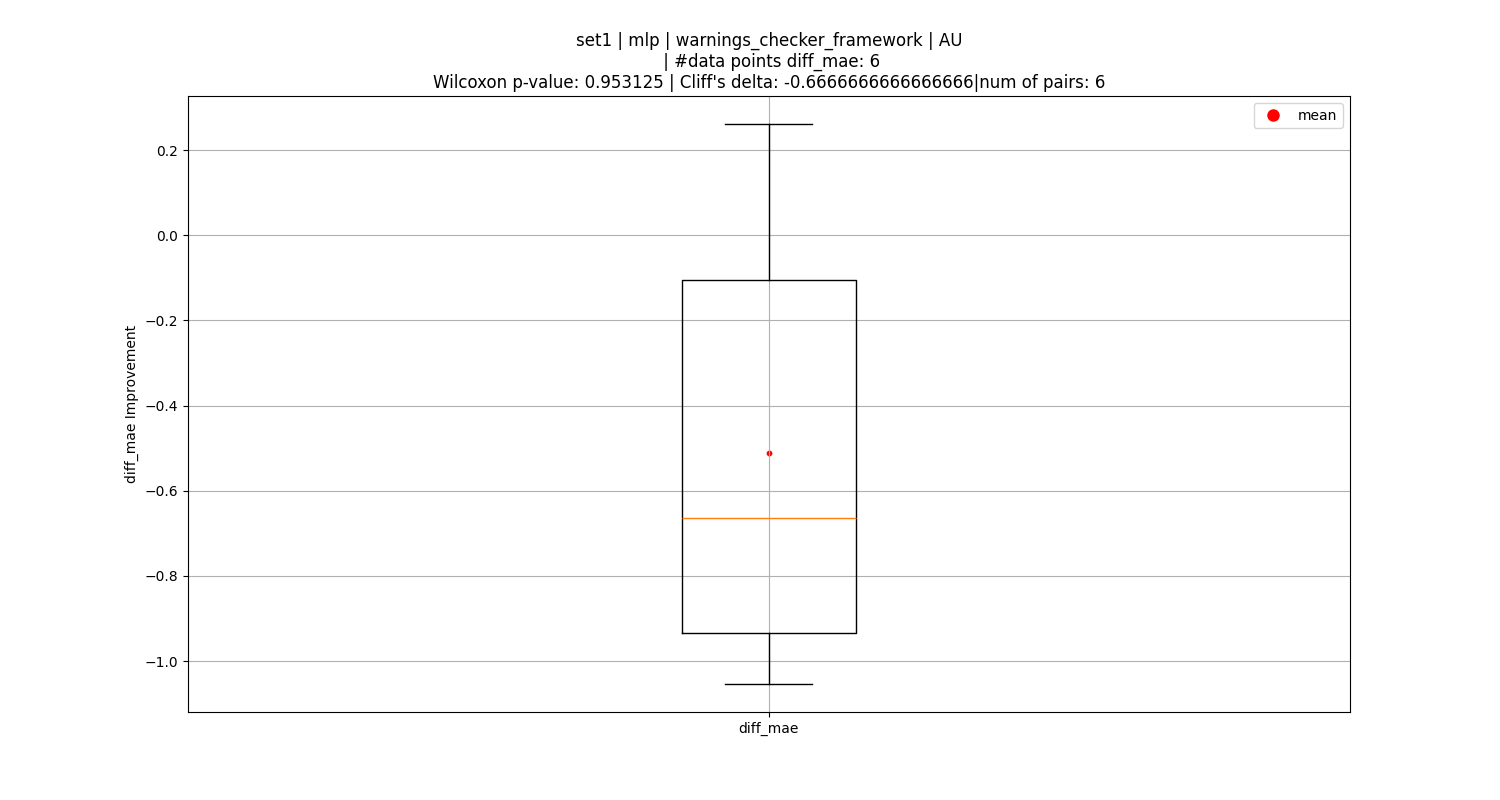 set1 | mlp | warnings_checker_framework | AU
| #data points diff_mae: 6
Wilcoxon p-value: 0.953125 | Cliff's delta: -0.6666666666666666|num of pairs: 6
mean
0.2
0.0
−0.2
−0.4
−0.6
−0.8
−1.0
diff_mae Improvement
diff_mae